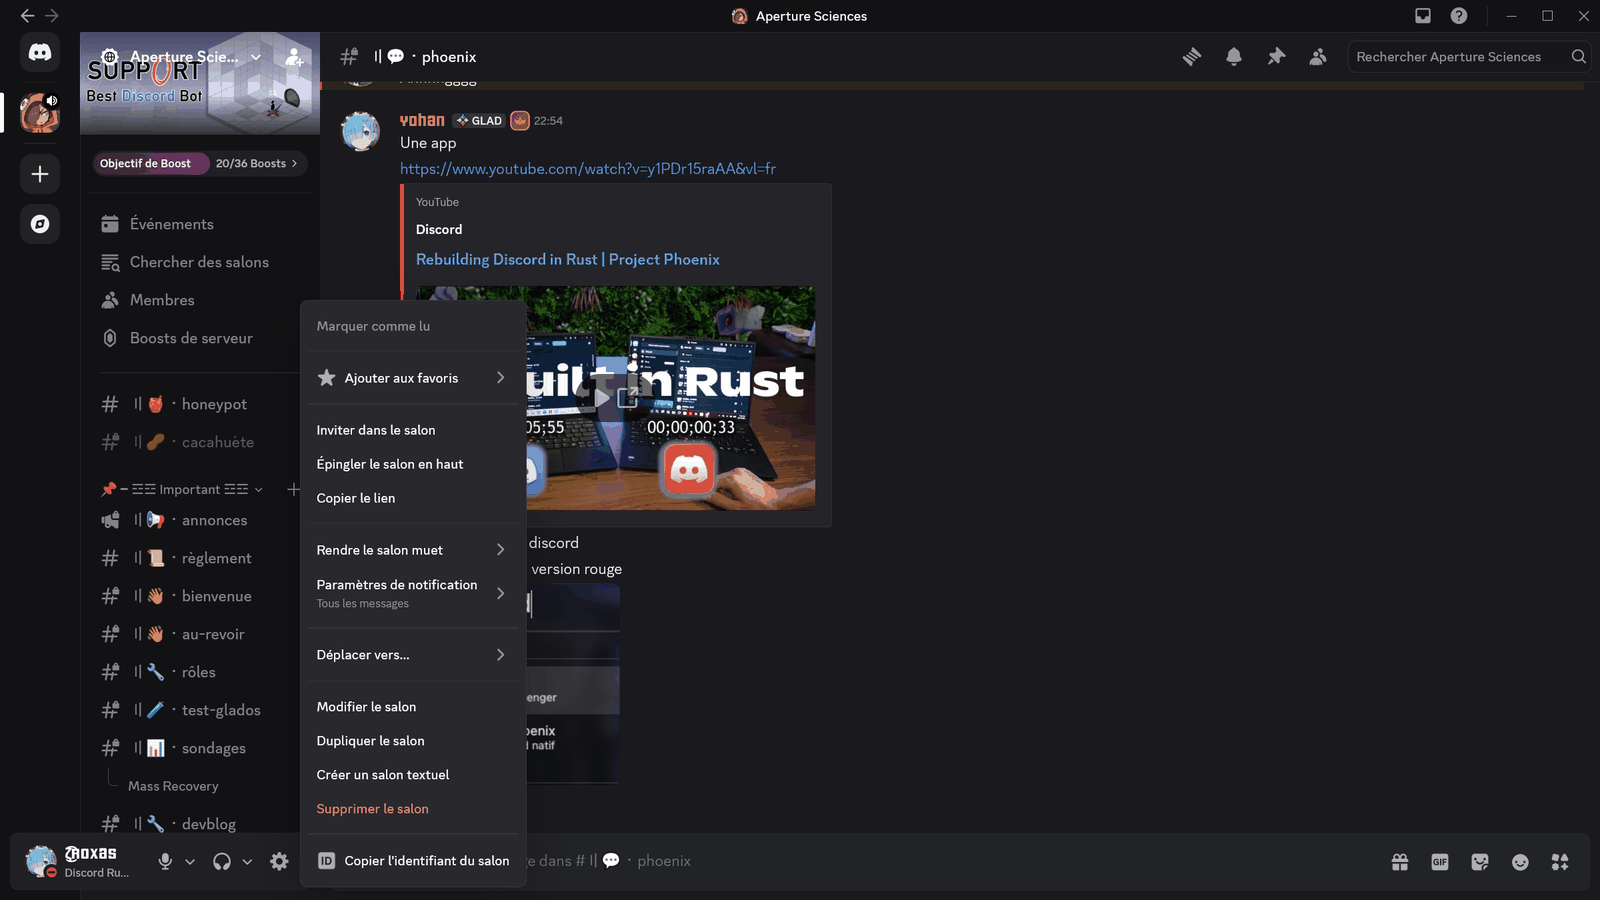 Aperture Sciences
Aperture Scie...
SUPPORT
Best Discord Bot
Objectif de Boost
20/36 Boosts
Événements
Chercher des salons
Membres
Boosts de serveur
honeypot
cacahuète
Important
annonces
règlement
bienvenue
au-revoir
rôles
test-glados
sondages
Mass Recovery
devblog
Roxas
Discord Ru...
phoenix
Rechercher Aperture Sciences
yohan GLAD 22:54
Une app
https://www.youtube.com/watch?v=y1PDr15raAA&vl=fr
YouTube
Discord
Rebuilding Discord in Rust | Project Phoenix
uilt in Rust
05;55
00;00;00;33
discord
version rouge
enger
oenix
l natif
Marquer comme lu
Ajouter aux favoris
Inviter dans le salon
Épingler le salon en haut
Copier le lien
Rendre le salon muet
Paramètres de notification
Tous les messages
Déplacer vers...
Modifier le salon
Dupliquer le salon
Créer un salon textuel
Supprimer le salon
ID Copier l'identifiant du salon
e dans # phoenix
GIF